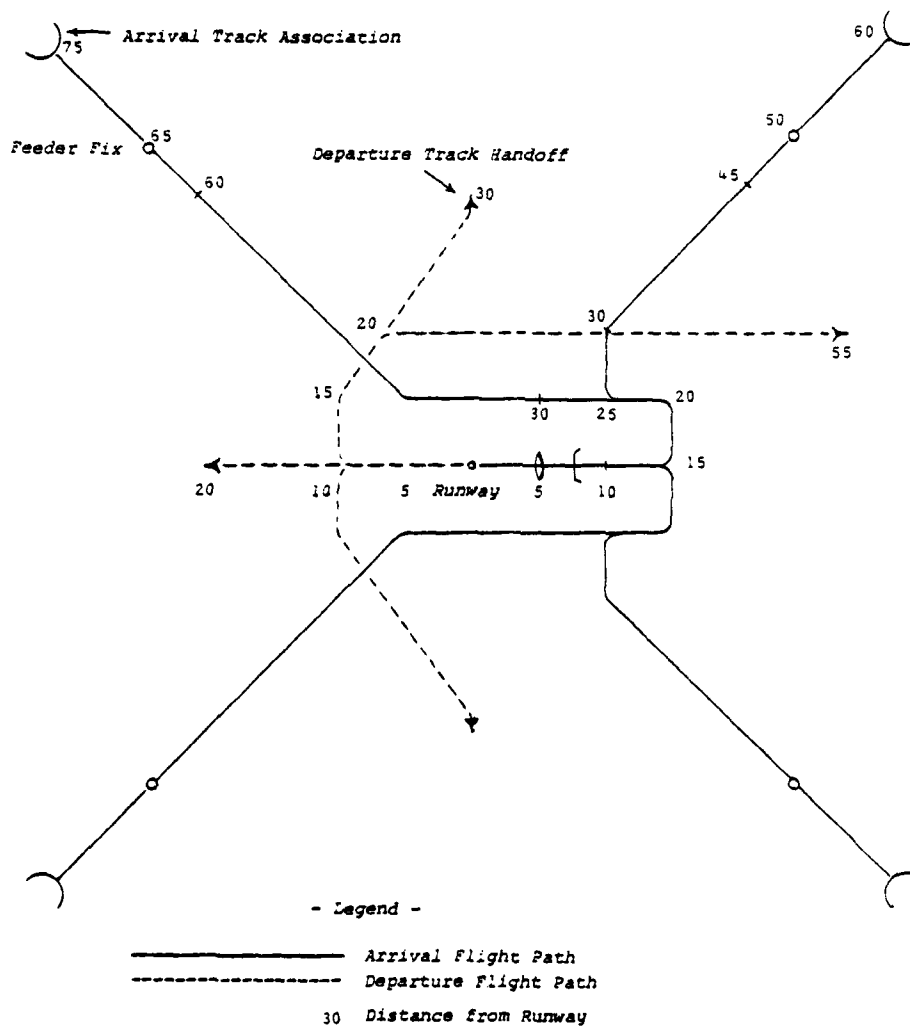 60
Arrival Track Association
75
50
65
Feeder Fix
Departure Track Handoff
60
45
30
20
30
55
15
30
25
20
20
10
5
Runway
5
10
15
- Legend -
Arrival Flight Path
Departure Flight Path
30 Distance from Runway